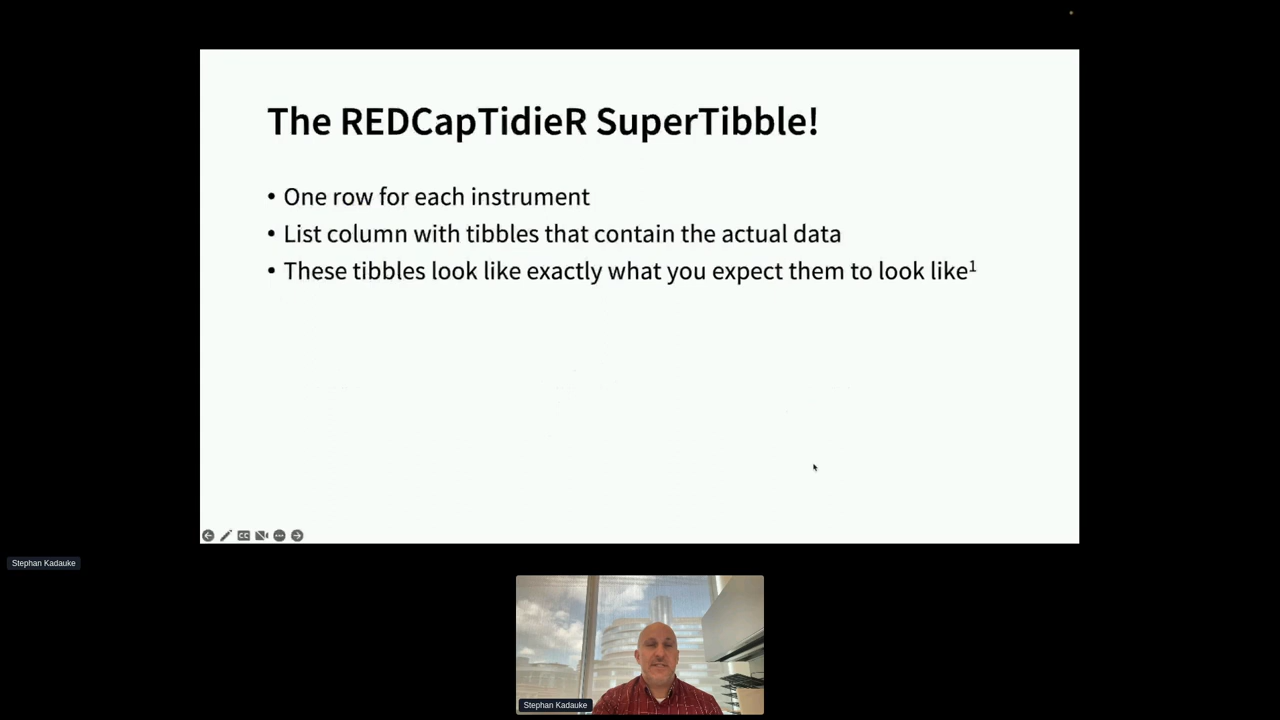 The REDCapTidieR SuperTibble!
• One row for each instrument
• List column with tibbles that contain the actual data
• These tibbles look like exactly what you expect them to look like¹
CC
Stephan Kadauke
Stephan Kadauke